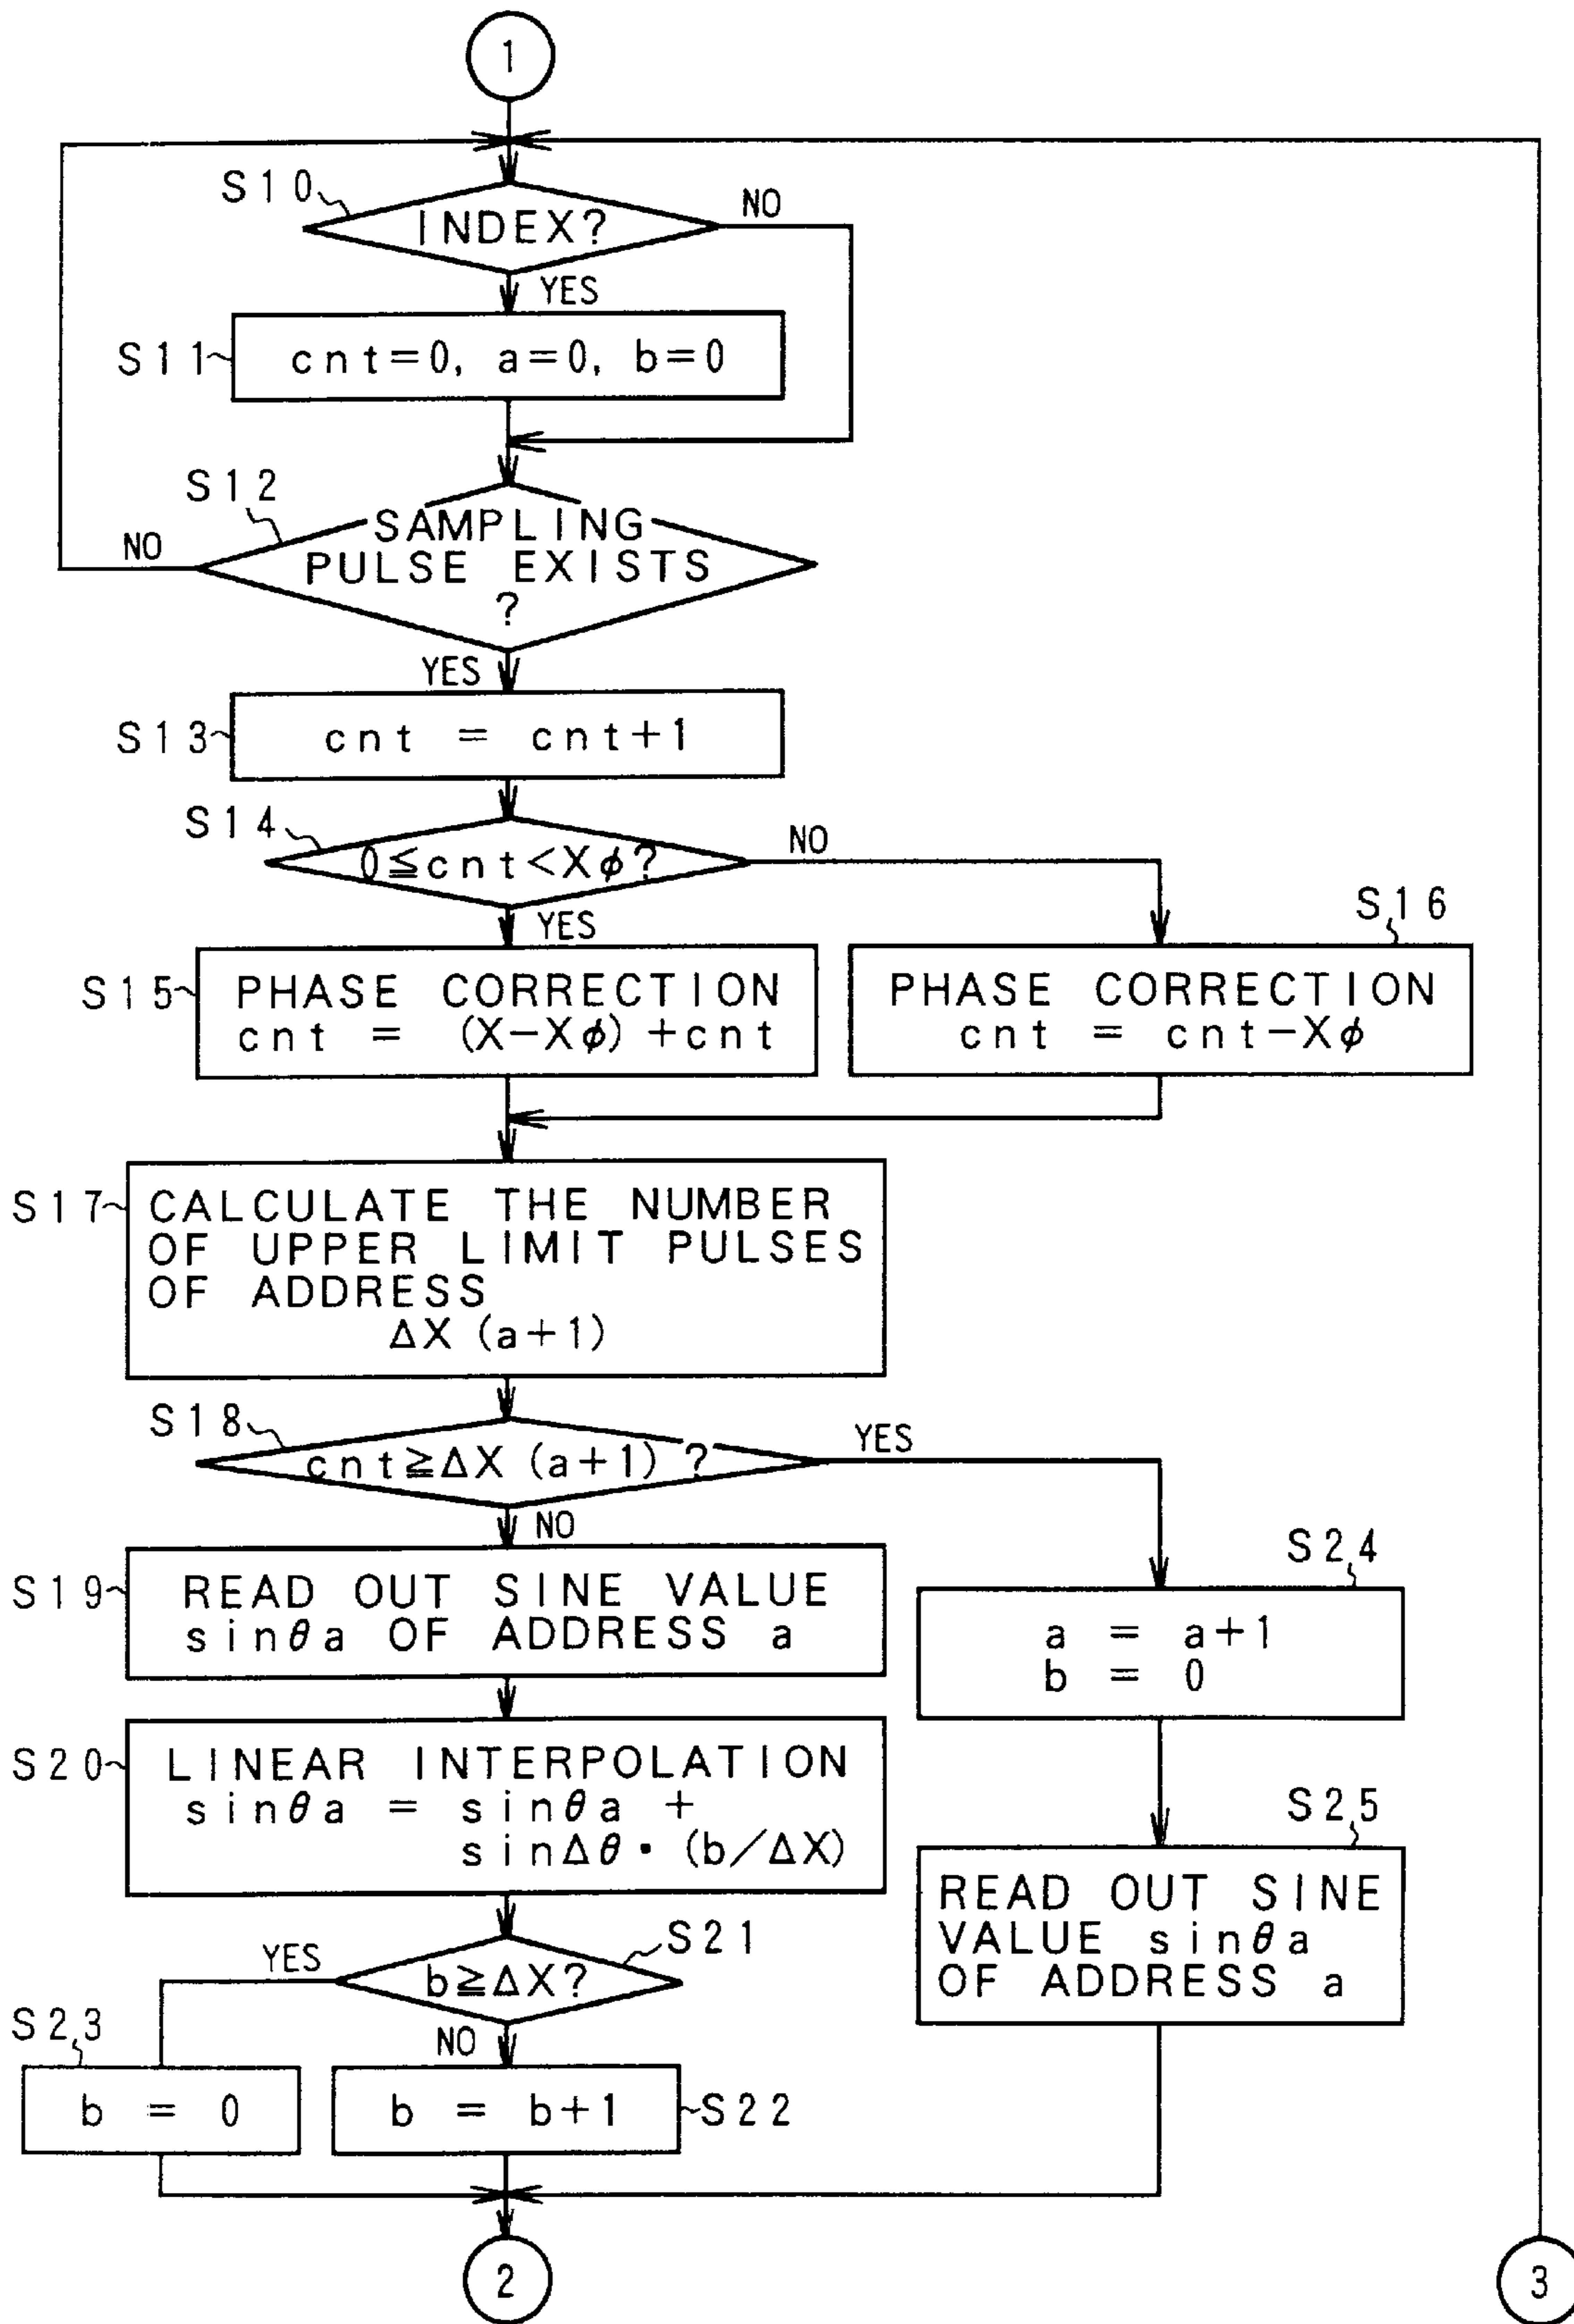 1
S10
INDEX?
NO
YES
S11
cnt=0, a=0, b=0
S12
NO
SAMPLING
PULSE EXISTS
?
YES
S13
cnt = cnt+1
S14
0≦cnt<Xφ?
NO
YES
S16
S15
PHASE CORRECTION
cnt = (X-Xφ)+cnt
PHASE CORRECTION
cnt = cnt-Xφ
S17
CALCULATE THE NUMBER
OF UPPER LIMIT PULSES
OF ADDRESS
ΔX (a+1)
S18
cnt≧ΔX (a+1) ?
YES
NO
S19
READ OUT SINE VALUE
sinθa OF ADDRESS a
S24
a = a+1
b = 0
S20
LINEAR INTERPOLATION
sinθa = sinθa +
sinΔθ・(b/ΔX)
S25
READ OUT SINE
VALUE sinθa
OF ADDRESS a
S21
YES
b≧ΔX?
NO
S23
b = 0
b = b+1
S22
2
3